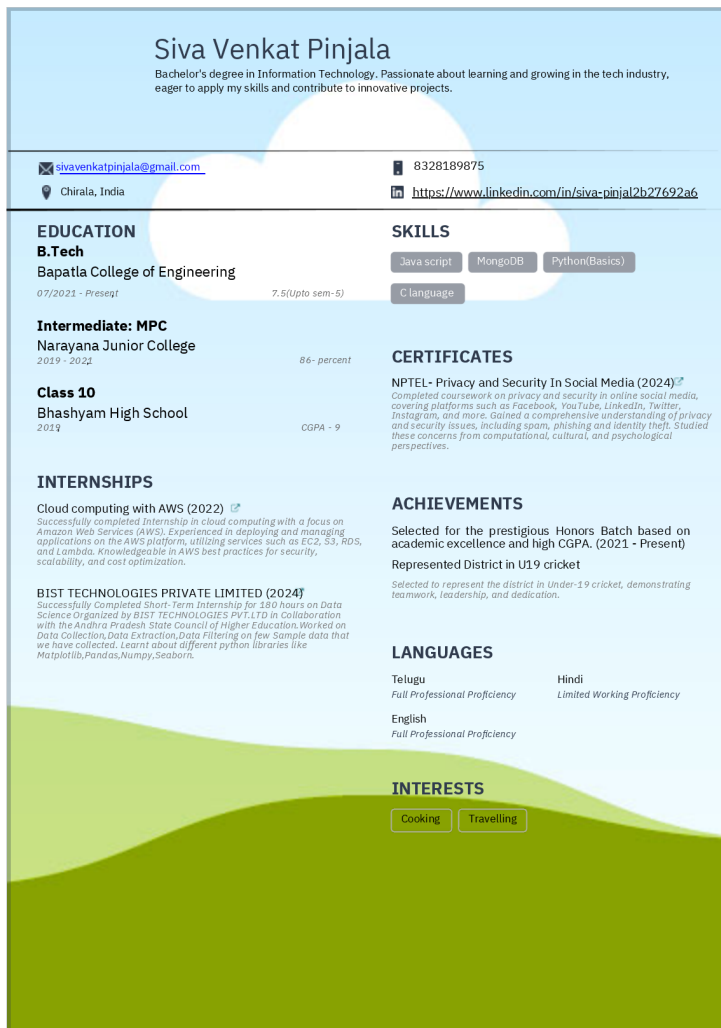 Siva Venkat Pinjala
Bachelor's degree in Information Technology. Passionate about learning and growing in the tech industry,
eager to apply my skills and contribute to innovative projects.
sivavenkatpinjala@gmail.com
8328189875
Chirala, India
https://www.linkedin.com/in/siva-pinjal2b27692a6
EDUCATION
B.Tech
Bapatla College of Engineering
07/2021 - Present
7.5(Upto sem-5)
Intermediate: MPC
Narayana Junior College
2019 - 2021
86- percent
Class 10
Bhashyam High School
2019
CGPA - 9
INTERNSHIPS
Cloud computing with AWS (2022)
Successfully completed Internship in cloud computing with a focus on
Amazon Web Services (AWS). Experienced in deploying and managing
applications on the AWS platform, utilizing services such as EC2, S3, RDS,
and Lambda. Knowledgeable in AWS best practices for security,
scalability, and cost optimization.
BIST TECHNOLOGIES PRIVATE LIMITED (2024)
Successfully Completed Short-Term Internship for 180 hours on Data
Science Organized by BIST TECHNOLOGIES PVT.LTD in Collaboration
with the Andhra Pradesh State Council of Higher Education.Worked on
Data Collection,Data Extraction,Data Filtering on few Sample data that
we have collected. Learnt about different python libraries like
Matplotlib,Pandas,Numpy,Seaborn.
SKILLS
Java script
MongoDB
Python(Basics)
C language
CERTIFICATES
NPTEL- Privacy and Security In Social Media (2024)
Completed coursework on privacy and security in online social media,
covering platforms such as Facebook, YouTube, LinkedIn, Twitter,
Instagram, and more. Gained a comprehensive understanding of privacy
and security issues, including spam, phishing and identity theft. Studied
these concerns from computational, cultural, and psychological
perspectives.
ACHIEVEMENTS
Selected for the prestigious Honors Batch based on
academic excellence and high CGPA. (2021 - Present)
Represented District in U19 cricket
Selected to represent the district in Under-19 cricket, demonstrating
teamwork, leadership, and dedication.
LANGUAGES
Telugu
Full Professional Proficiency
Hindi
Limited Working Proficiency
English
Full Professional Proficiency
INTERESTS
Cooking
Travelling